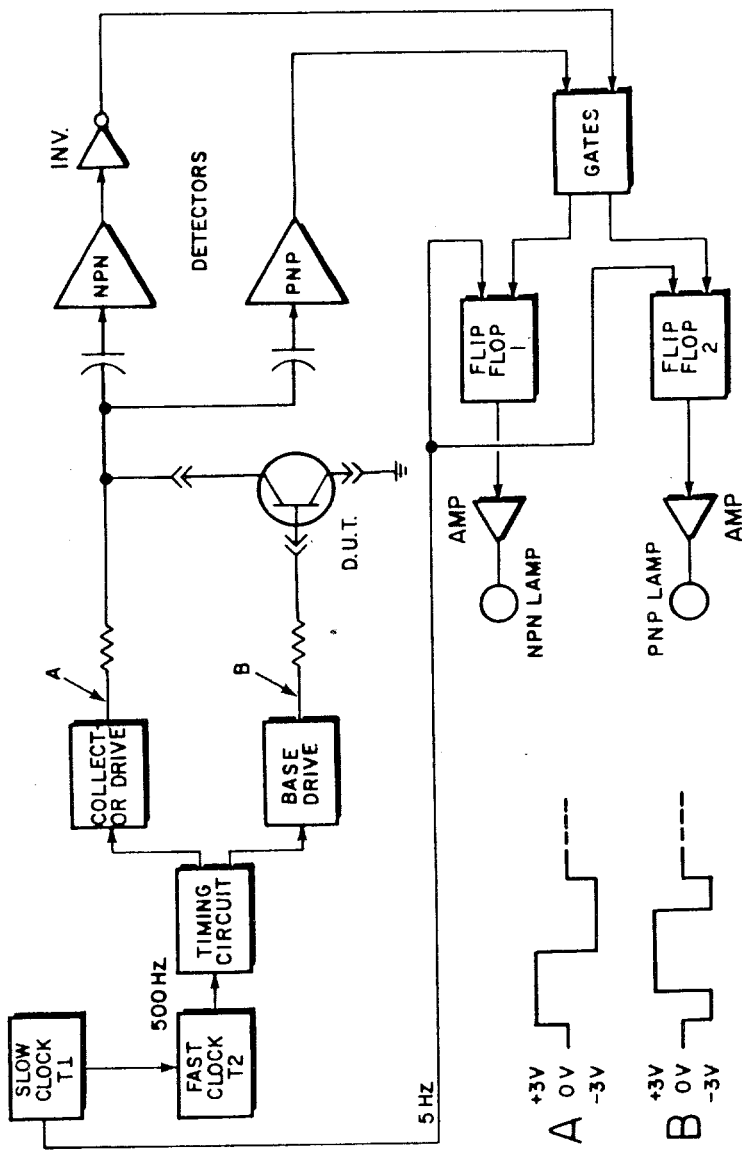 SLOW
CLOCK
T1
FAST
CLOCK
T2
500 HZ
TIMING
CIRCUIT
COLLECT-
OR DRIVE
BASE
DRIVE
A
B
D.U.T.
NPN
INV.
DETECTORS
PNP
GATES
5 HZ
FLIP
FLOP
1
FLIP
FLOP
2
AMP
NPN LAMP
AMP
PNP LAMP
A
+3V
0V
-3V
B
+3V
0V
-3V